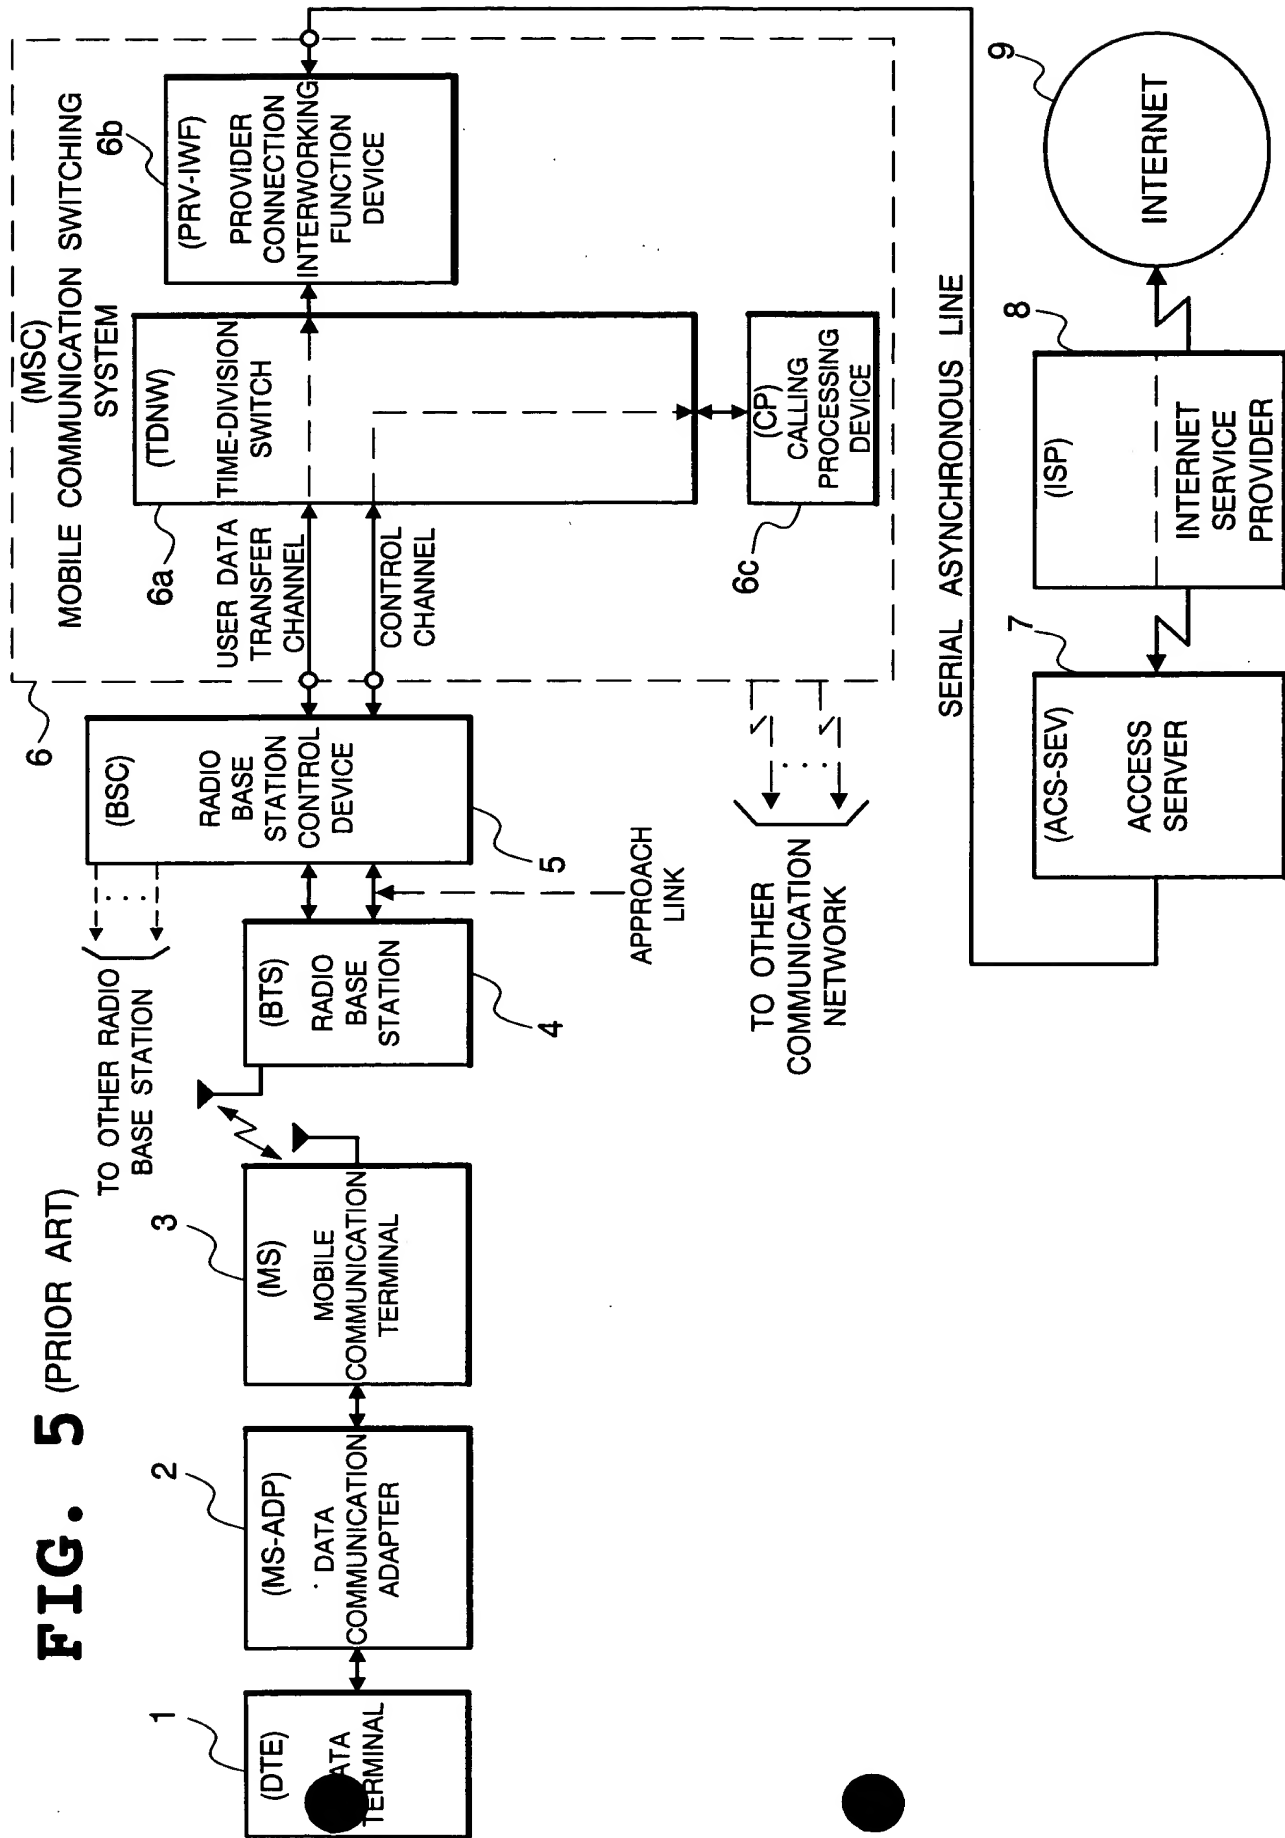 FIG. 5 (PRIOR ART)
1
(DTE)
TERMINAL
2
(MS-ADP)
DATA
COMMUNICATION
ADAPTER
3
(MS)
MOBILE
COMMUNICATION
TERMINAL
TO OTHER RADIO
BASE STATION
(BTS)
RADIO
BASE
STATION
4
APPROACH
LINK
(BSC)
RADIO
BASE
STATION
CONTROL
DEVICE
5
6
(MSC)
MOBILE COMMUNICATION SWITCHING
SYSTEM
USER DATA
TRANSFER
CHANNEL
CONTROL
CHANNEL
6a
(TDNW)
TIME-DIVISION
SWITCH
6b
(PRV-IWF)
PROVIDER
CONNECTION
INTERWORKING
FUNCTION
DEVICE
6c
(CP)
CALLING
PROCESSING
DEVICE
TO OTHER
COMMUNICATION
NETWORK
SERIAL ASYNCHRONOUS LINE
7
(ACS-SEV)
ACCESS
SERVER
8
(ISP)
INTERNET
SERVICE
PROVIDER
9
INTERNET